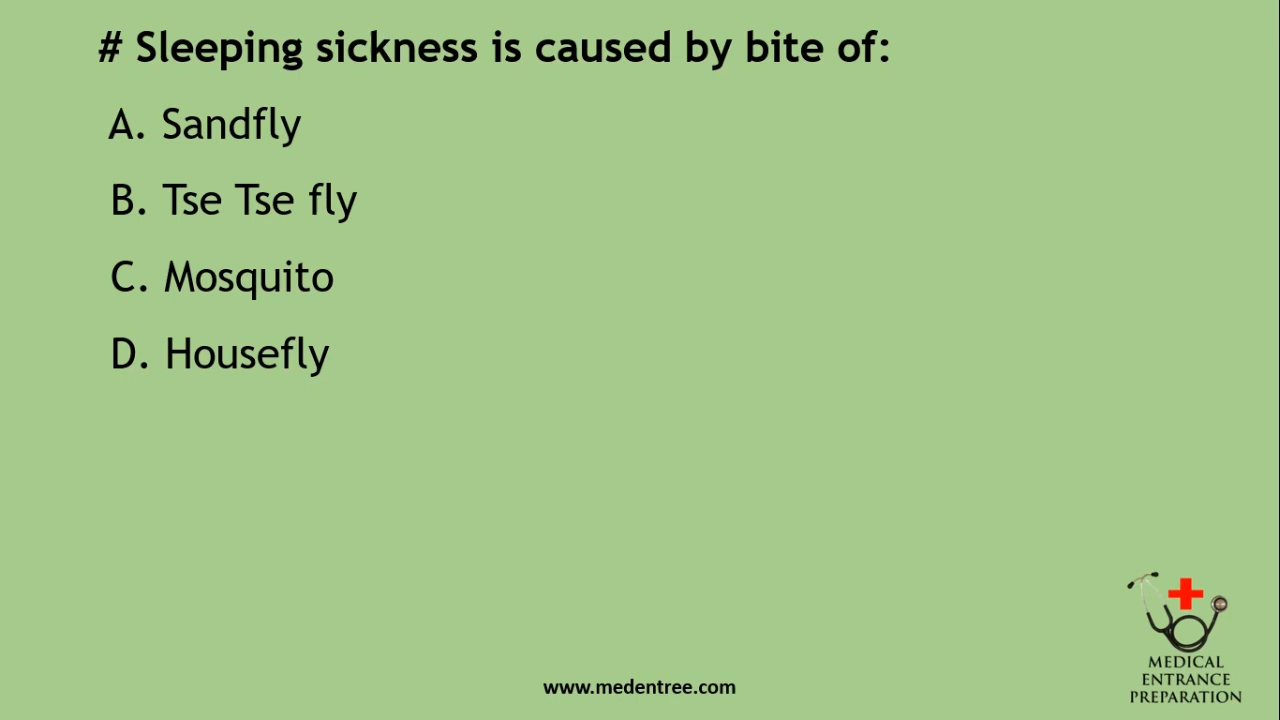 # Sleeping sickness is caused by bite of:
A. Sandfly
B. Tse Tse fly
C. Mosquito
D. Housefly
www.medentree.com
MEDICAL
ENTRANCE
PREPARATION